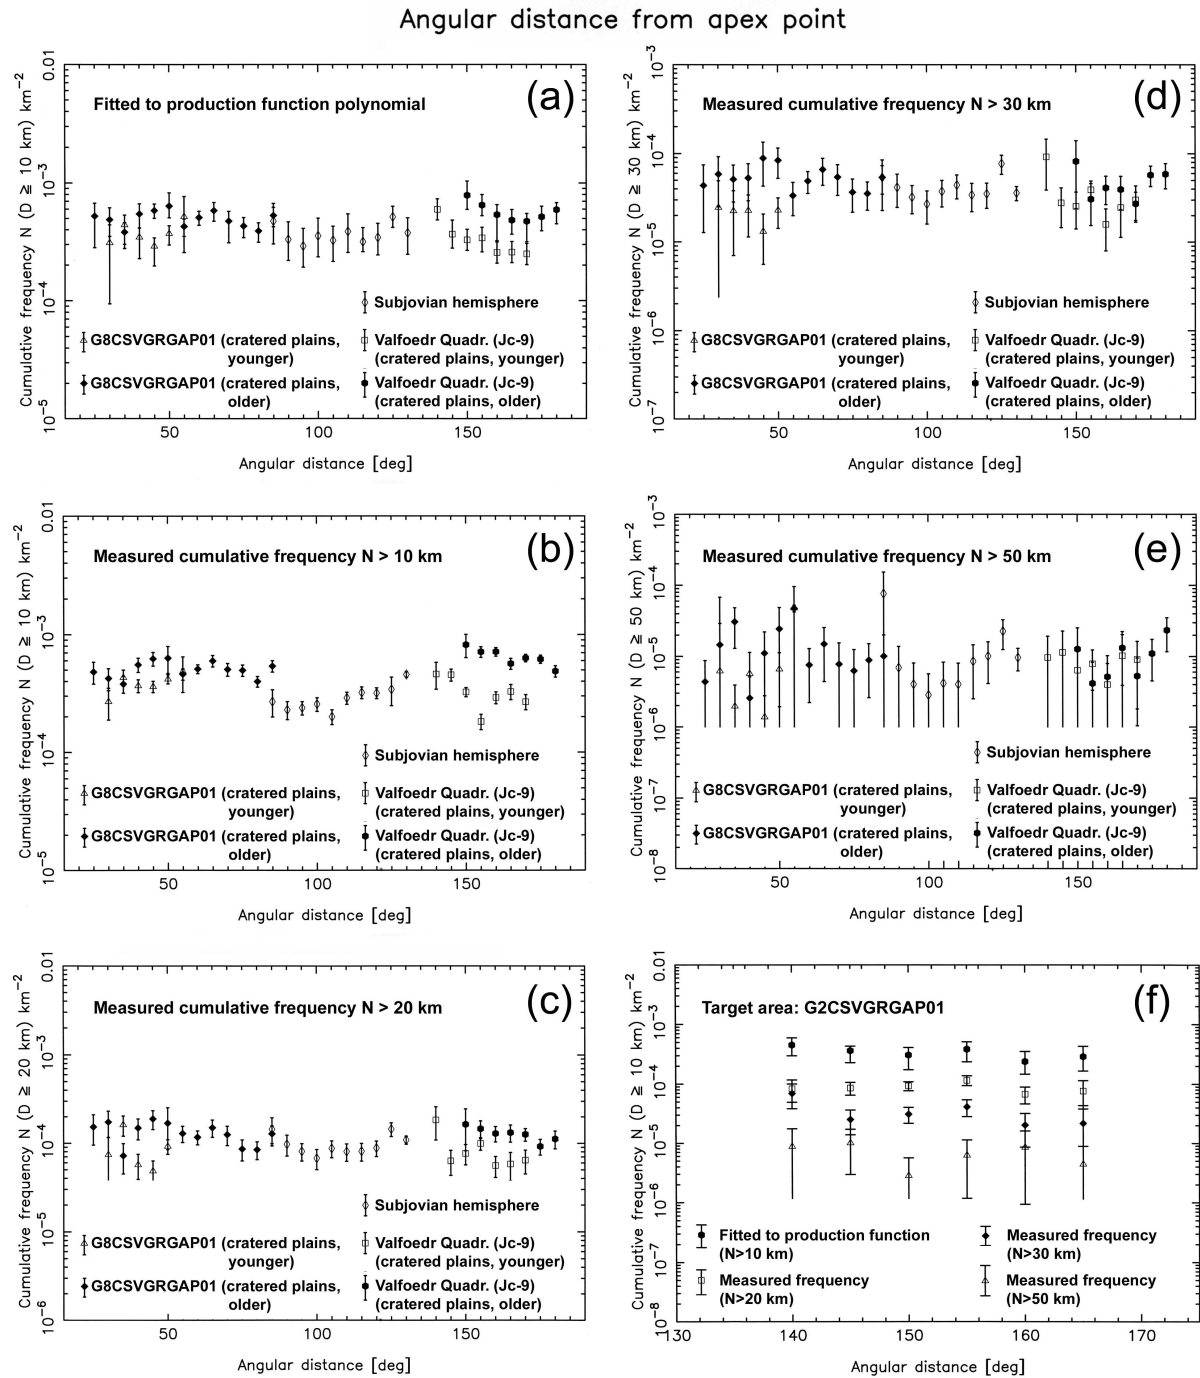 Angular distance from apex point
Cumulative frequency N (D ≥ 10 km) km−2
0.01
10−3
10−4
10−5
Fitted to production function polynomial
(a)
Subjovian hemisphere
G8CSVGRGAP01 (cratered plains,
younger)
Valfoedr Quadr. (Jc-9)
(cratered plains, younger)
G8CSVGRGAP01 (cratered plains,
older)
Valfoedr Quadr. (Jc-9)
(cratered plains, older)
50
100
150
Angular distance [deg]
Cumulative frequency N (D ≥ 30 km) km−2
10−3
10−4
10−5
10−6
10−7
Measured cumulative frequency N > 30 km
(d)
Subjovian hemisphere
G8CSVGRGAP01 (cratered plains,
younger)
Valfoedr Quadr. (Jc-9)
(cratered plains, younger)
G8CSVGRGAP01 (cratered plains,
older)
Valfoedr Quadr. (Jc-9)
(cratered plains, older)
50
100
150
Angular distance [deg]
Cumulative frequency N (D ≥ 10 km) km−2
0.01
10−3
10−4
10−5
Measured cumulative frequency N > 10 km
(b)
Subjovian hemisphere
G8CSVGRGAP01 (cratered plains,
younger)
Valfoedr Quadr. (Jc-9)
(cratered plains, younger)
G8CSVGRGAP01 (cratered plains,
older)
Valfoedr Quadr. (Jc-9)
(cratered plains, older)
50
100
150
Angular distance [deg]
Cumulative frequency N (D ≥ 50 km) km−2
10−3
10−4
10−5
10−6
10−7
10−8
Measured cumulative frequency N > 50 km
(e)
Subjovian hemisphere
G8CSVGRGAP01 (cratered plains,
younger)
Valfoedr Quadr. (Jc-9)
(cratered plains, younger)
G8CSVGRGAP01 (cratered plains,
older)
Valfoedr Quadr. (Jc-9)
(cratered plains, older)
50
100
150
Angular distance [deg]
Cumulative frequency N (D ≥ 20 km) km−2
0.01
10−3
10−4
10−5
10−6
Measured cumulative frequency N > 20 km
(c)
Subjovian hemisphere
G8CSVGRGAP01 (cratered plains,
younger)
Valfoedr Quadr. (Jc-9)
(cratered plains, younger)
G8CSVGRGAP01 (cratered plains,
older)
Valfoedr Quadr. (Jc-9)
(cratered plains, older)
50
100
150
Angular distance [deg]
Cumulative frequency N (D ≥ 10 km) km−2
0.01
10−3
10−4
10−5
10−6
10−7
10−8
Target area: G2CSVGRGAP01
(f)
Fitted to production function
(N>10 km)
Measured frequency
(N>30 km)
Measured frequency
(N>20 km)
Measured frequency
(N>50 km)
130
140
150
160
170
Angular distance [deg]